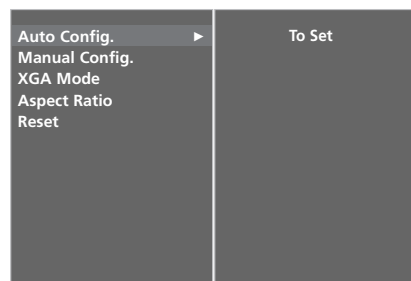 Auto Config. ► To Set
Manual Config.
XGA Mode
Aspect Ratio
Reset